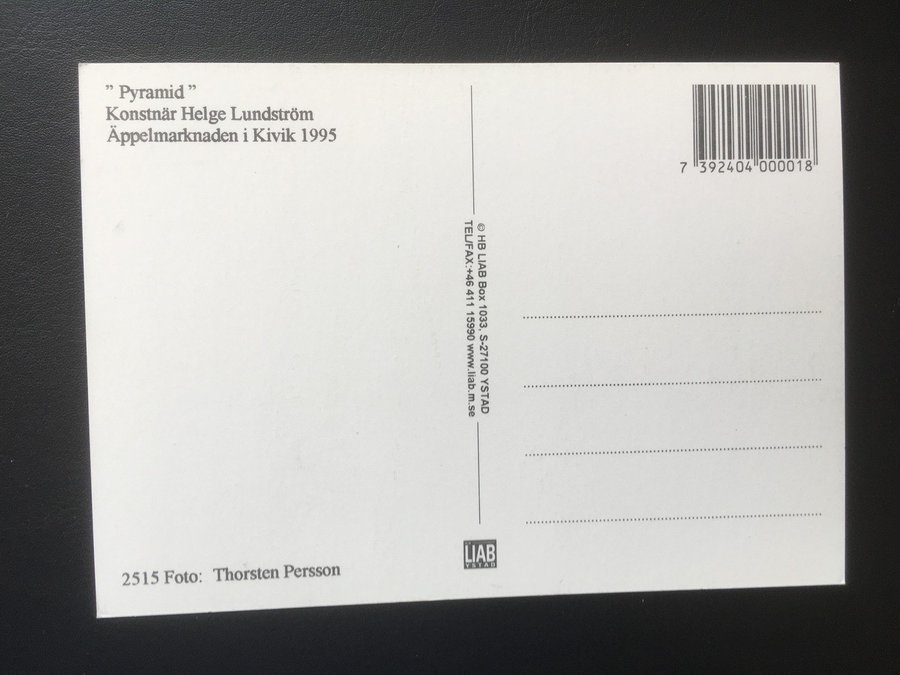 ” Pyramid ”
Konstnär Helge Lundström
Äppelmarknaden i Kivik 1995
7 392404 000018
© HB LIAB Box 1033, S-27100 YSTAD
TEL/FAX:+46 411 15990 www.liab.m.se
2515 Foto: Thorsten Persson
LIAB
YSTAD